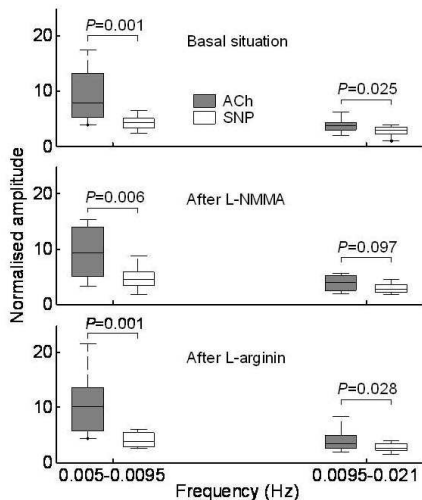 P=0.001
Basal situation
20
P=0.025
ACh
SNP
10
0
P=0.006
After L-NMMA
20
P=0.097
10
0
Normalised amplitude
P=0.001
After L-arginin
20
P=0.028
10
0
0.005-0.0095
0.0095-0.021
Frequency (Hz)